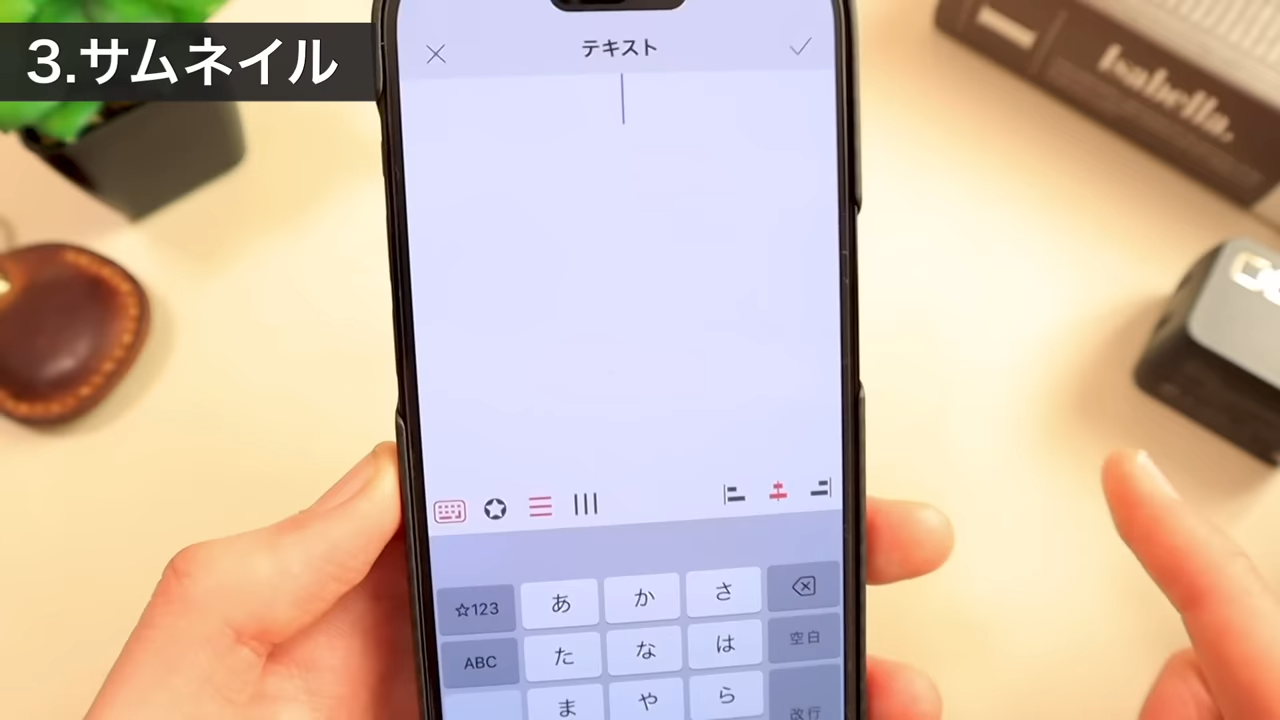 3.サムネイル
テキスト
Isabella.
☆123
あ
か
さ
ABC
た
な
は
空白
ま
や
ら
改行